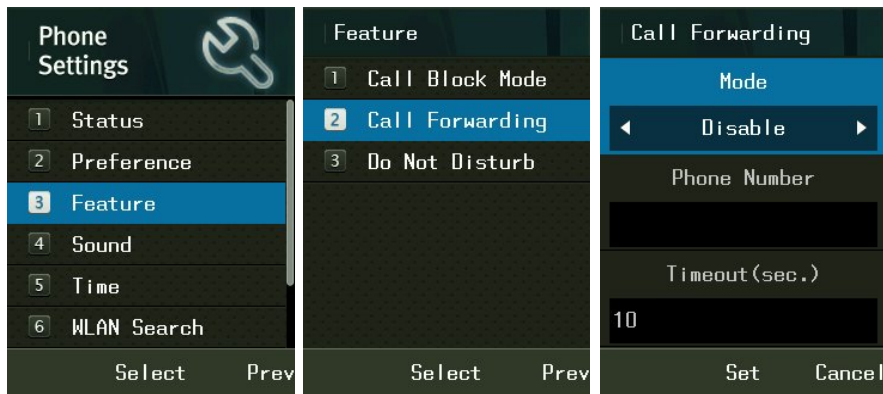 Phone
Settings
1 Status
2 Preference
3 Feature
4 Sound
5 Time
6 WLAN Search
Select Prev
Feature
1 Call Block Mode
2 Call Forwarding
3 Do Not Disturb
Select Prev
Call Forwarding
Mode
Disable
Phone Number
Timeout(sec.)
10
Set Cancel